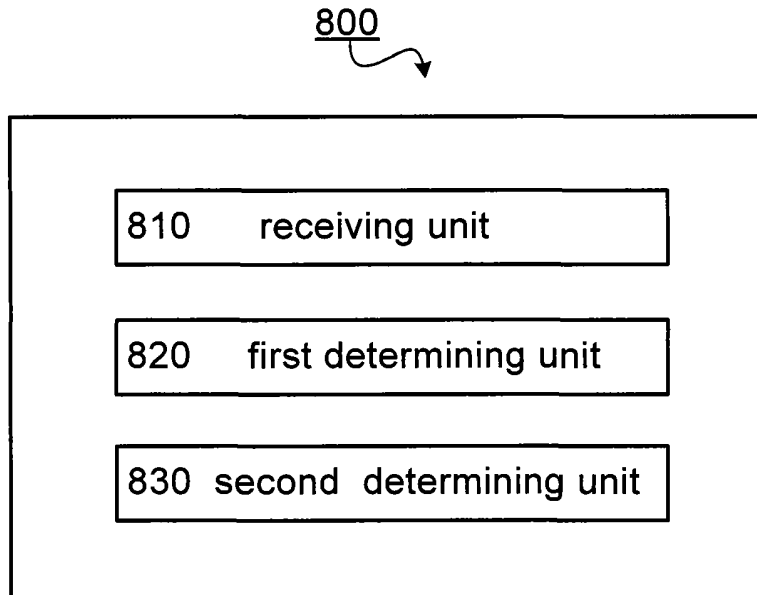 800
810 receiving unit
820 first determining unit
830 second determining unit